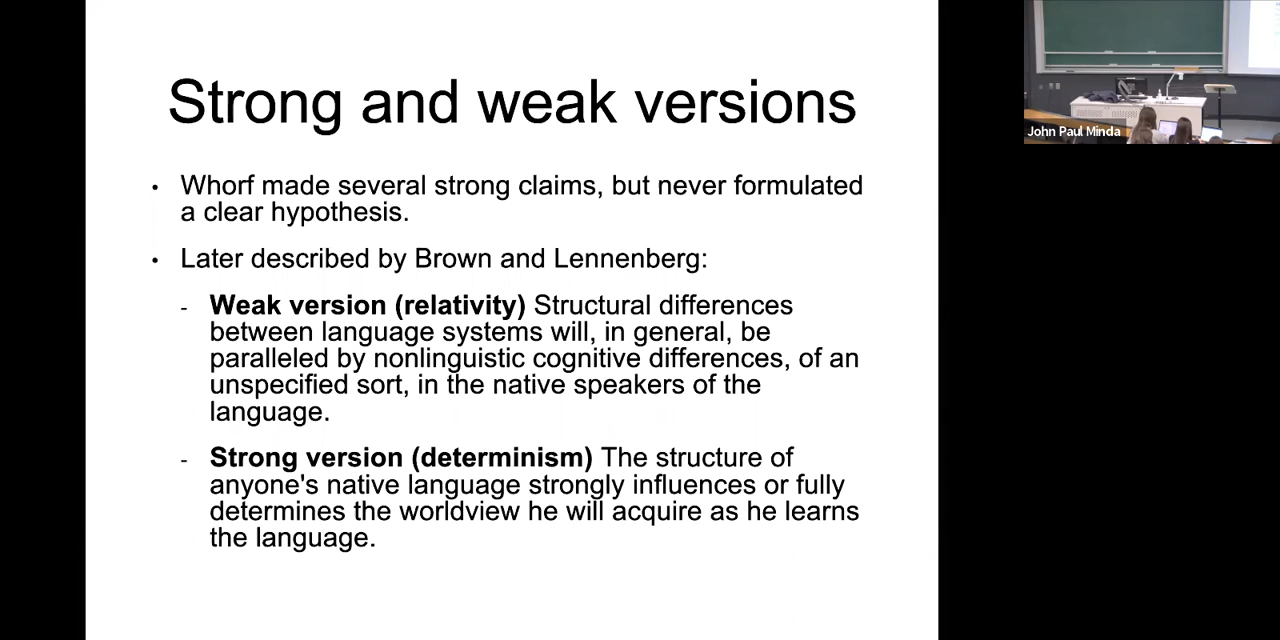 Strong and weak versions
• Whorf made several strong claims, but never formulated
a clear hypothesis.
• Later described by Brown and Lennenberg:
- Weak version (relativity) Structural differences
between language systems will, in general, be
paralleled by nonlinguistic cognitive differences, of an
unspecified sort, in the native speakers of the
language.
- Strong version (determinism) The structure of
anyone's native language strongly influences or fully
determines the worldview he will acquire as he learns
the language.
John Paul Minda